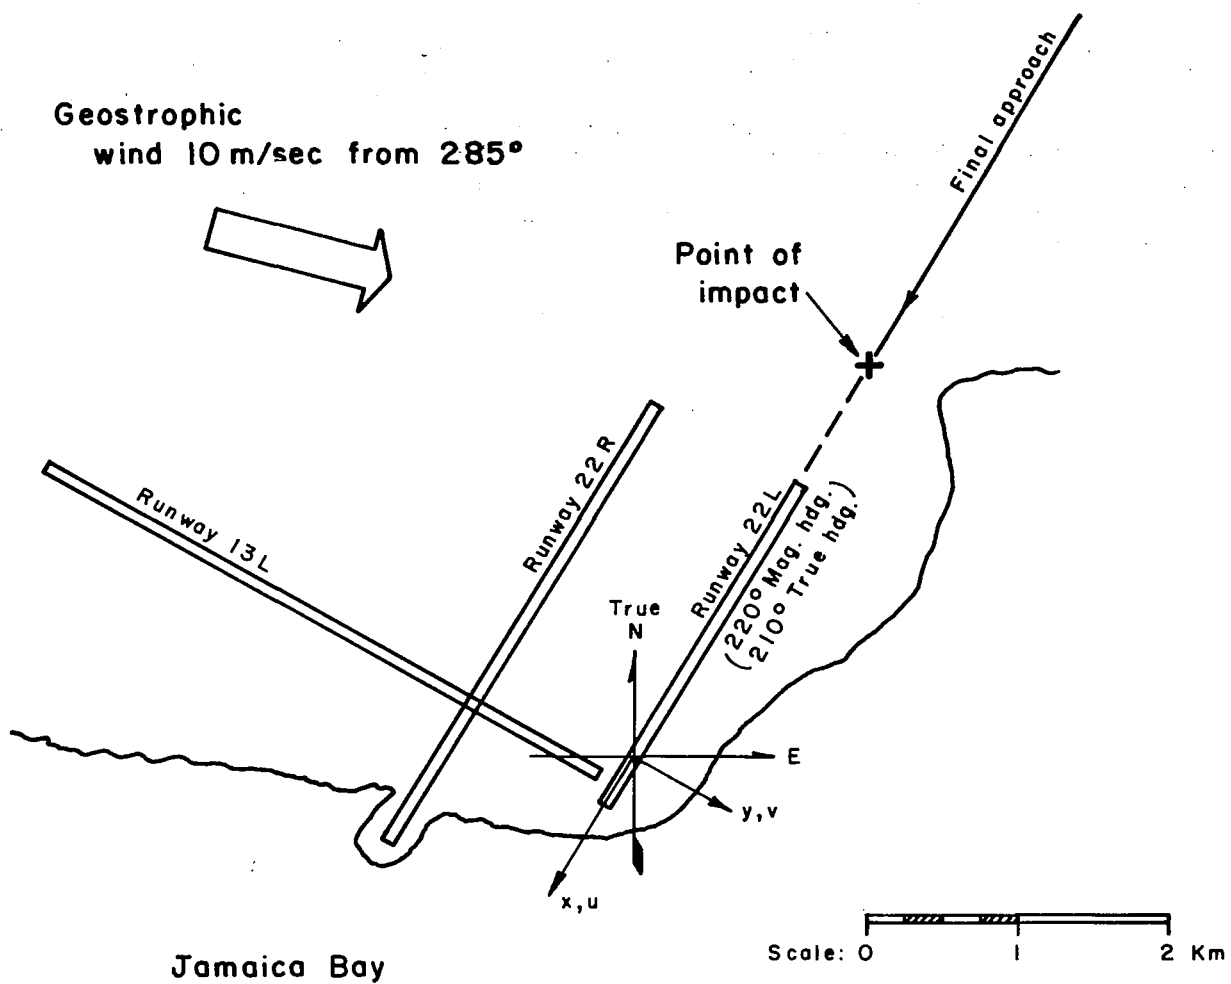 Geostrophic
wind 10 m/sec from 285°
Final approach
Point of
impact
Runway 22R
Runway 13L
Runway 22L
(220° Mag. hdg.
210° True hdg.)
True
N
E
y,v
x,u
Jamaica Bay
Scale: 0 1 2 Km